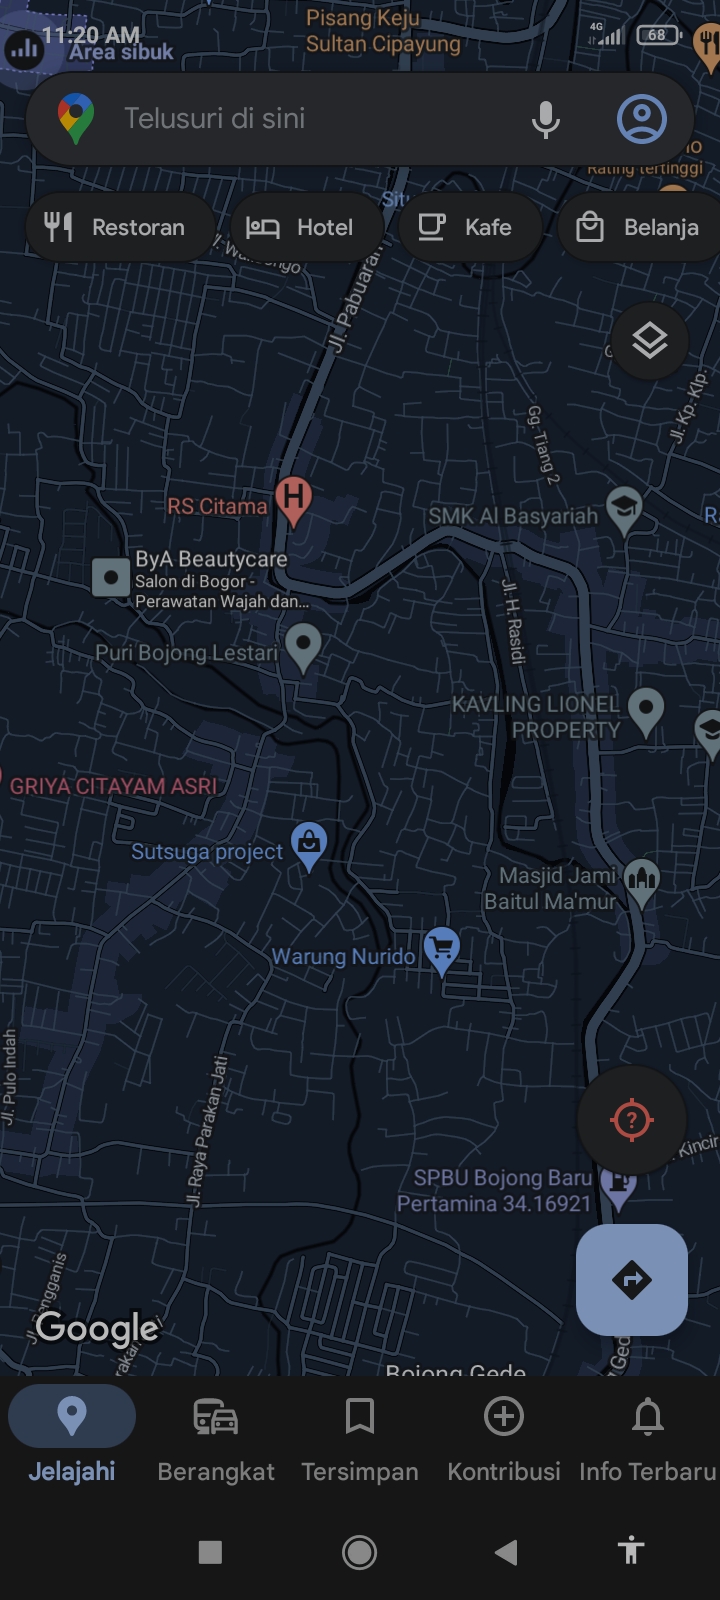 Pisang Keju
Sultan Cipayung
11:20 AM
4G
68
Area sibuk
Telusuri di sini
Rating tertinggi
Restoran
Hotel
Kafe
Belanja
Jl. Pabuaran
Gg. Tiang 2
Jl. Kp. Klp.
RS Citama
H
SMK Al Basyariah
ByA Beautycare
Salon di Bogor -
Perawatan Wajah dan...
Jl. H. Rasidi
Puri Bojong Lestari
KAVLING LIONEL
PROPERTY
GRIYA CITAYAM ASRI
Sutsuga project
Masjid Jami
Baitul Ma'mur
Warung Nurido
Jl. Pulo Indah
Jl. Raya Parakan Jati
?
Kincir
SPBU Bojong Baru
Pertamina 34.16921
Google
Bojong Gede
Jelajahi
Berangkat
Tersimpan
Kontribusi
Info Terbaru